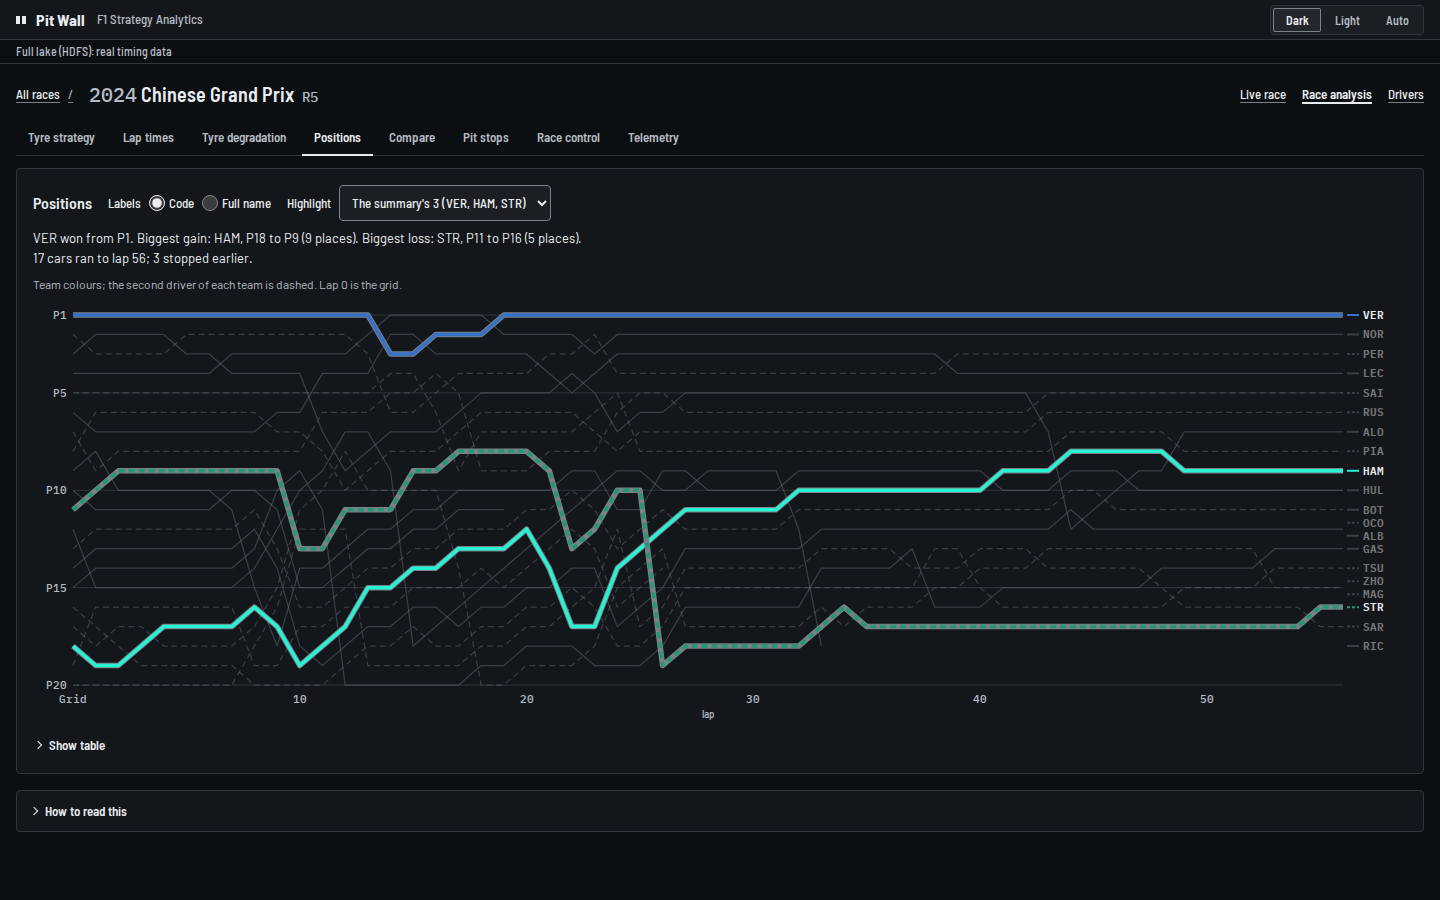 Pit Wall F1 Strategy Analytics Dark Light Auto
Full lake (HDFS): real timing data
All races / 2024 Chinese Grand Prix R5 Live race Race analysis Drivers
Tyre strategy Lap times Tyre degradation Positions Compare Pit stops Race control Telemetry
Positions Labels Code Full name Highlight The summary's 3 (VER, HAM, STR)
VER won from P1. Biggest gain: HAM, P18 to P9 (9 places). Biggest loss: STR, P11 to P16 (5 places).
17 cars ran to lap 56; 3 stopped earlier.
Team colours; the second driver of each team is dashed. Lap 0 is the grid.
P1 VER
NOR
PER
LEC
P5 SAI
RUS
ALO
PIA
HAM
P10 HUL
BOT
OCO
ALB
GAS
TSU
P15 ZHO
MAG
STR
SAR
RIC
P20
Grid 10 20 30 40 50
lap
Show table
How to read this